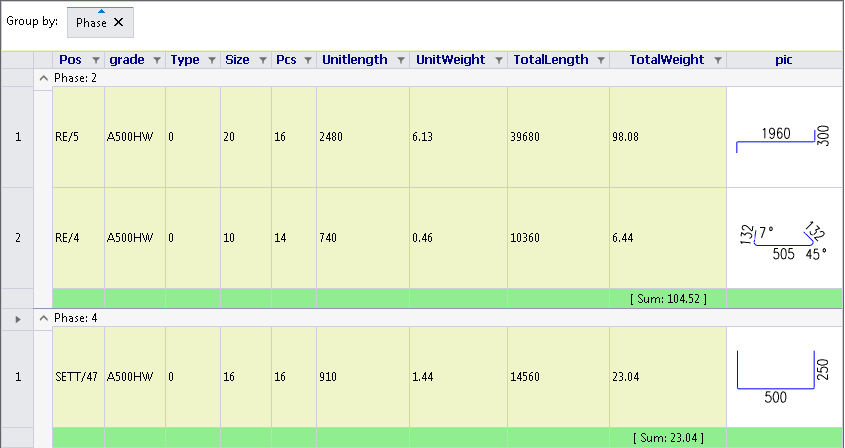 Group by: Phase
Pos grade Type Size Pcs Unitlength UnitWeight TotalLength TotalWeight pic
Phase: 2
1 RE/5 A500HW 0 20 16 2480 6.13 39680 98.08 1960 300
2 RE/4 A500HW 0 10 14 740 0.46 10360 6.44 132 7° 132 505 45°
[ Sum: 104.52 ]
Phase: 4
1 SETT/47 A500HW 0 16 16 910 1.44 14560 23.04 500 250
[ Sum: 23.04 ]